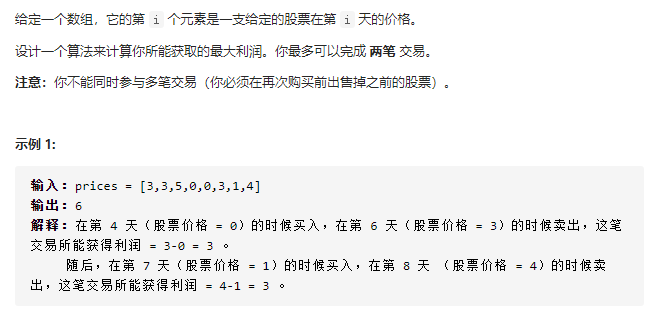 给定一个数组，它的第 i 个元素是一支给定的股票在第 i 天的价格。
设计一个算法来计算你所能获取的最大利润。你最多可以完成 两笔 交易。
注意：你不能同时参与多笔交易（你必须在再次购买前出售掉之前的股票）。
示例 1:
输入：prices = [3,3,5,0,0,3,1,4]
输出：6
解释：在第 4 天（股票价格 = 0）的时候买入，在第 6 天（股票价格 = 3）的时候卖出，这笔
交易所能获得利润 = 3-0 = 3 。
随后，在第 7 天（股票价格 = 1）的时候买入，在第 8 天 （股票价格 = 4）的时候卖
出，这笔交易所能获得利润 = 4-1 = 3 。